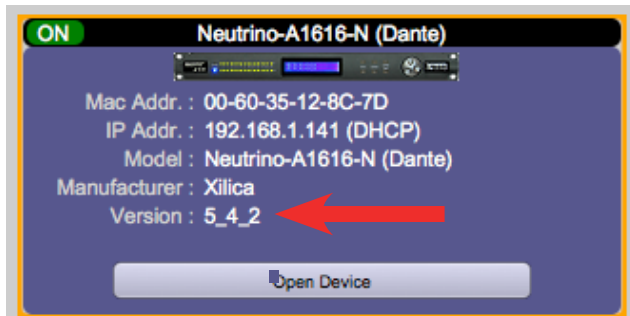 ON Neutrino-A1616-N (Dante)
Mac Addr. : 00-60-35-12-8C-7D
IP Addr. : 192.168.1.141 (DHCP)
Model : Neutrino-A1616-N (Dante)
Manufacturer : Xilica
Version : 5_4_2
Open Device